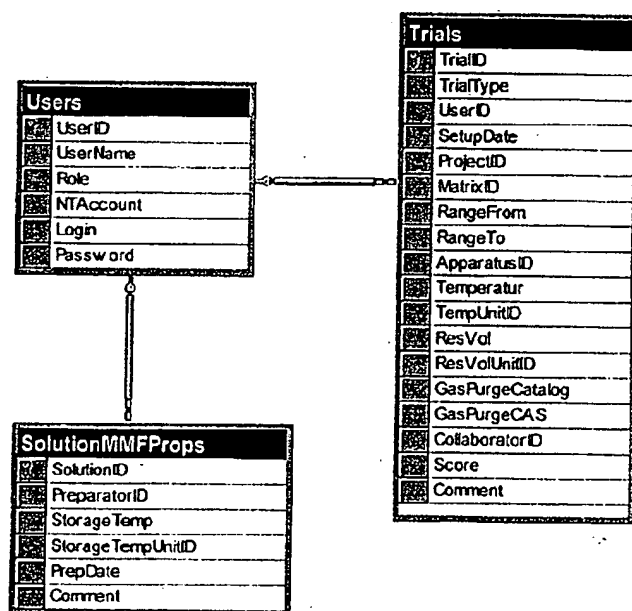 Users
UserID
UserName
Role
NTAccount
Login
Password
SolutionMMFProps
SolutionID
PreparatorID
StorageTemp
StorageTempUnitID
PrepDate
Comment
Trials
TrialID
TrialType
UserID
SetupDate
ProjectID
MatrixID
RangeFrom
RangeTo
ApparatusID
Temperatur
TempUnitID
ResVol
ResVolUnitID
GasPurgeCatalog
GasPurgeCAS
CollaboratorID
Score
Comment